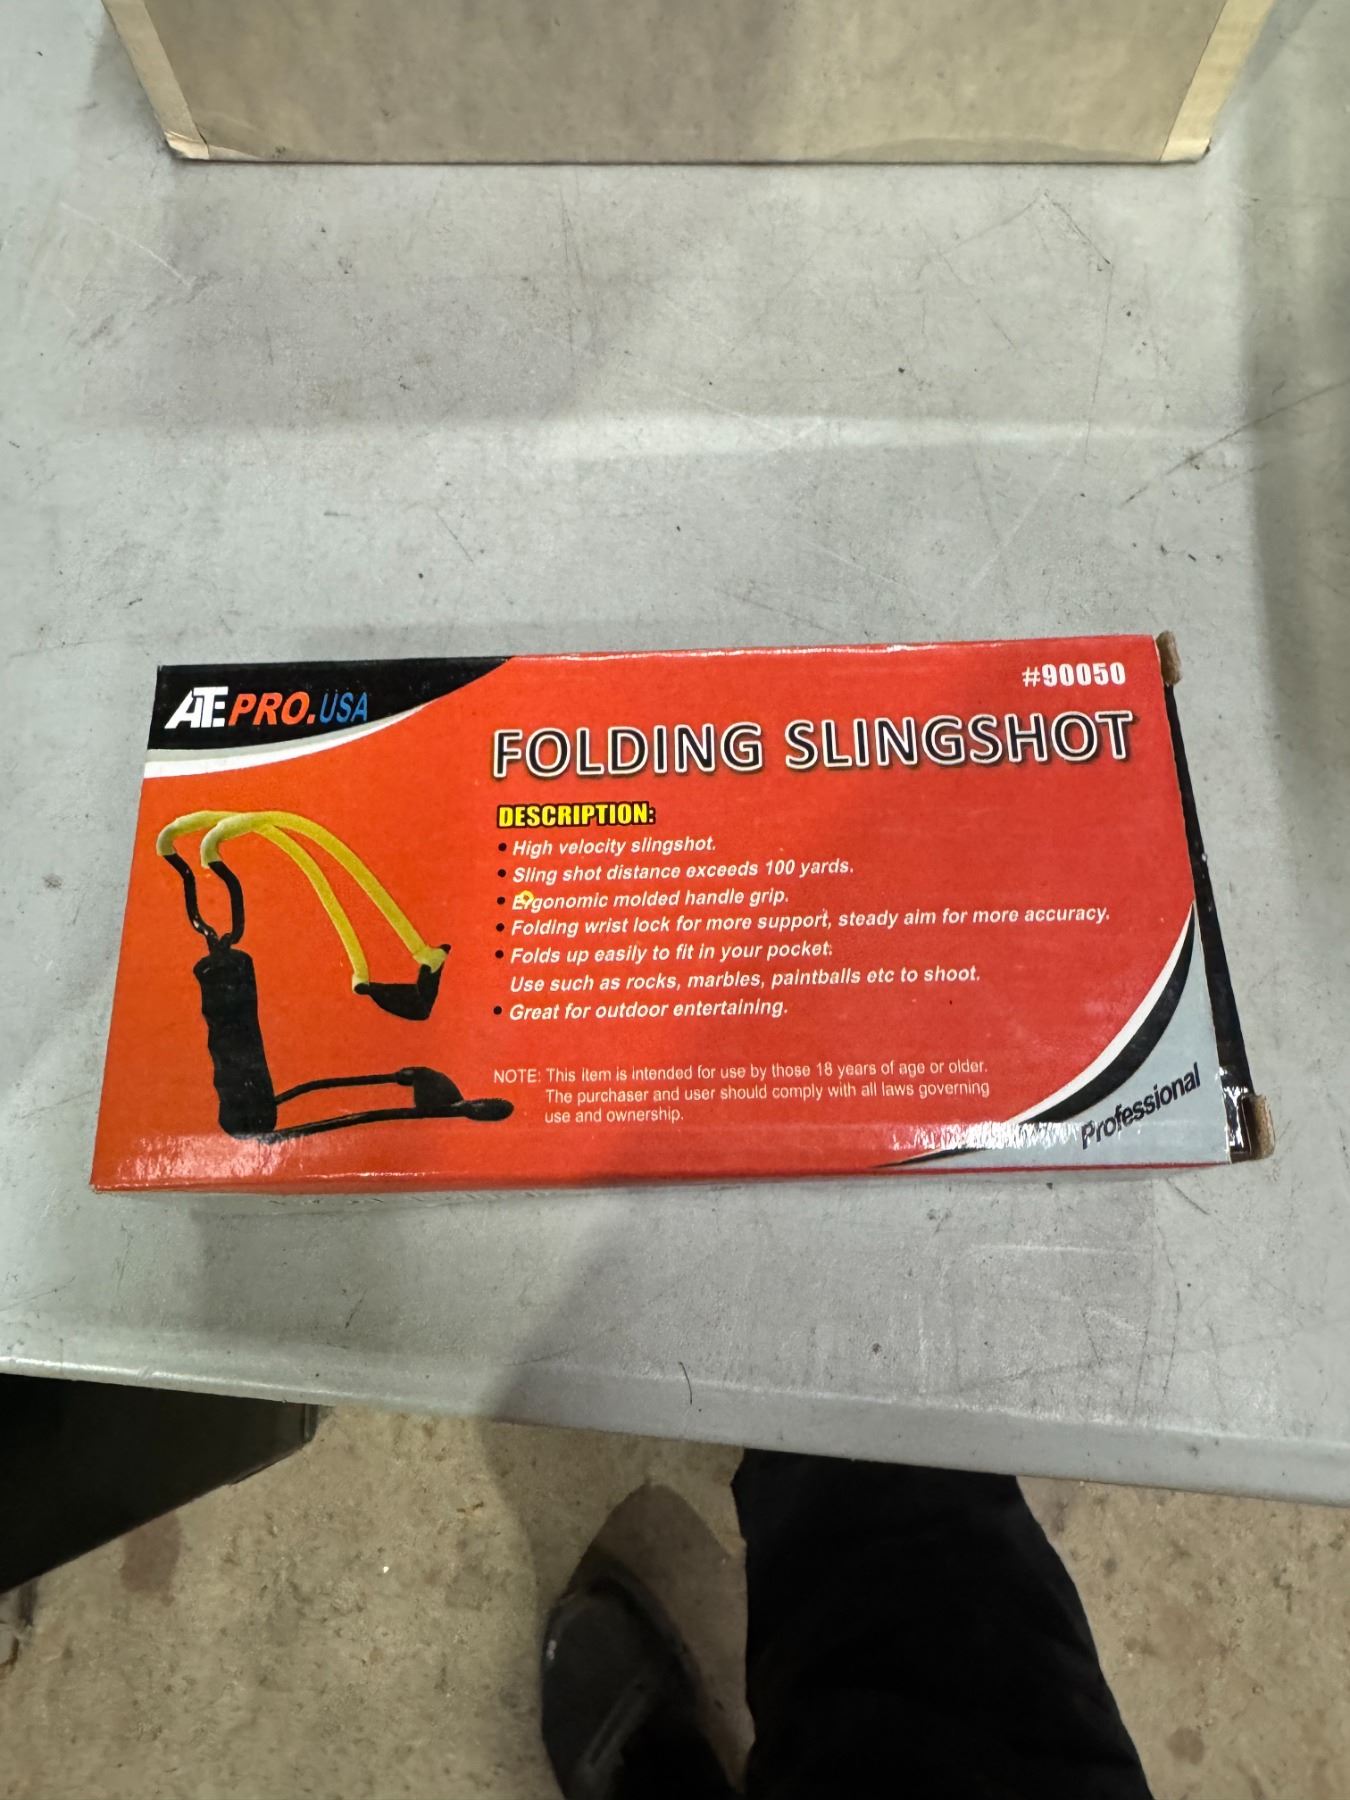 ATE PRO.USA
#90050
FOLDING SLINGSHOT
DESCRIPTION:
• High velocity slingshot.
• Sling shot distance exceeds 100 yards.
• Ergonomic molded handle grip.
• Folding wrist lock for more support, steady aim for more accuracy.
• Folds up easily to fit in your pocket.
Use such as rocks, marbles, paintballs etc to shoot.
• Great for outdoor entertaining.
NOTE: This item is intended for use by those 18 years of age or older.
The purchaser and user should comply with all laws governing
use and ownership.
Professional